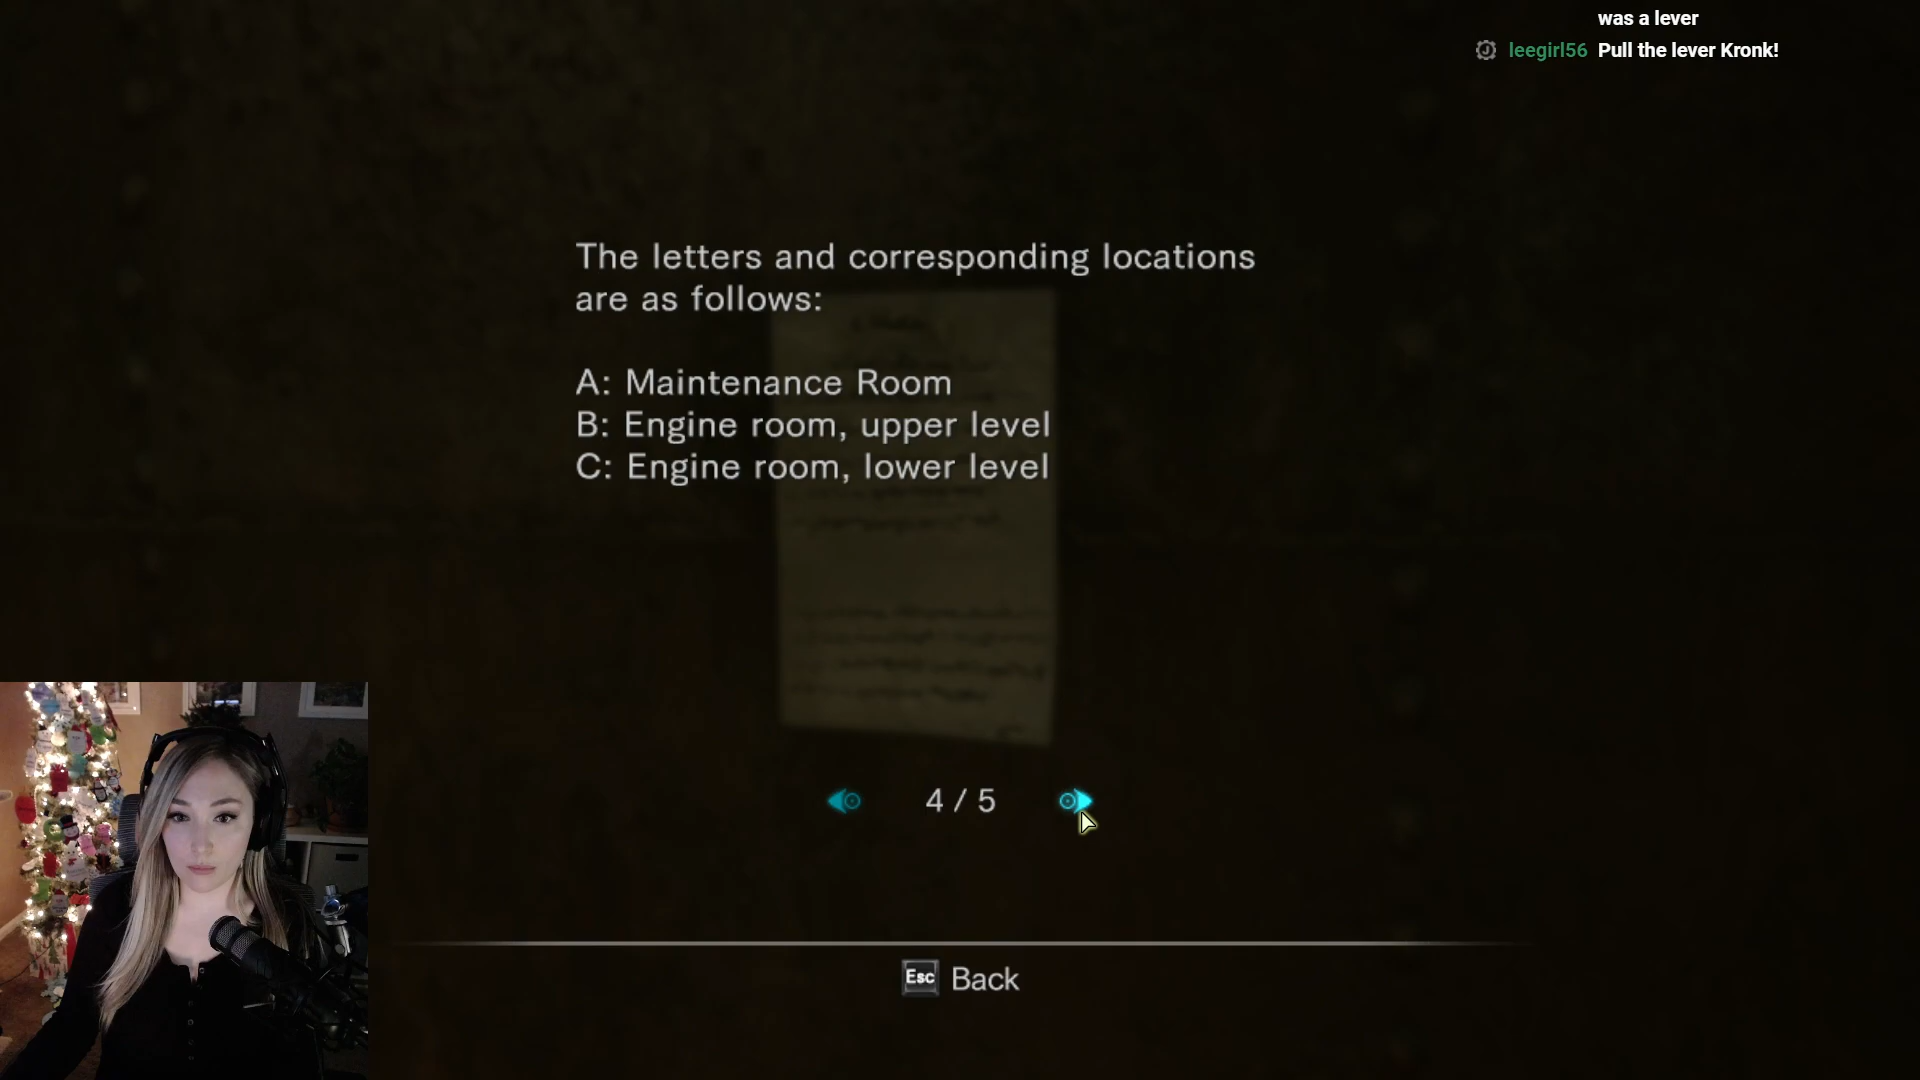 was a lever
leegirl56 Pull the lever Kronk!
The letters and corresponding locations
are as follows:
A: Maintenance Room
B: Engine room, upper level
C: Engine room, lower level
4 / 5
Esc Back